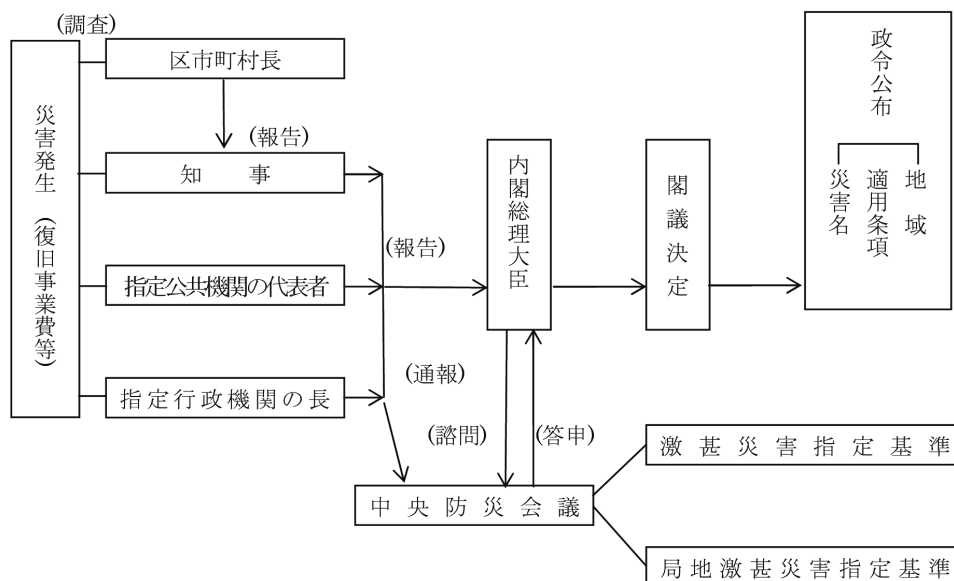 (調査)
災害発生 (復旧事業費等)
区市町村長
(報告)
知事
指定公共機関の代表者
指定行政機関の長
(報告)
(通報)
内閣総理大臣
(諮問)
(答申)
中央防災会議
閣議決定
政令公布
地域
適用条項
災害名
激甚災害指定基準
局地激甚災害指定基準